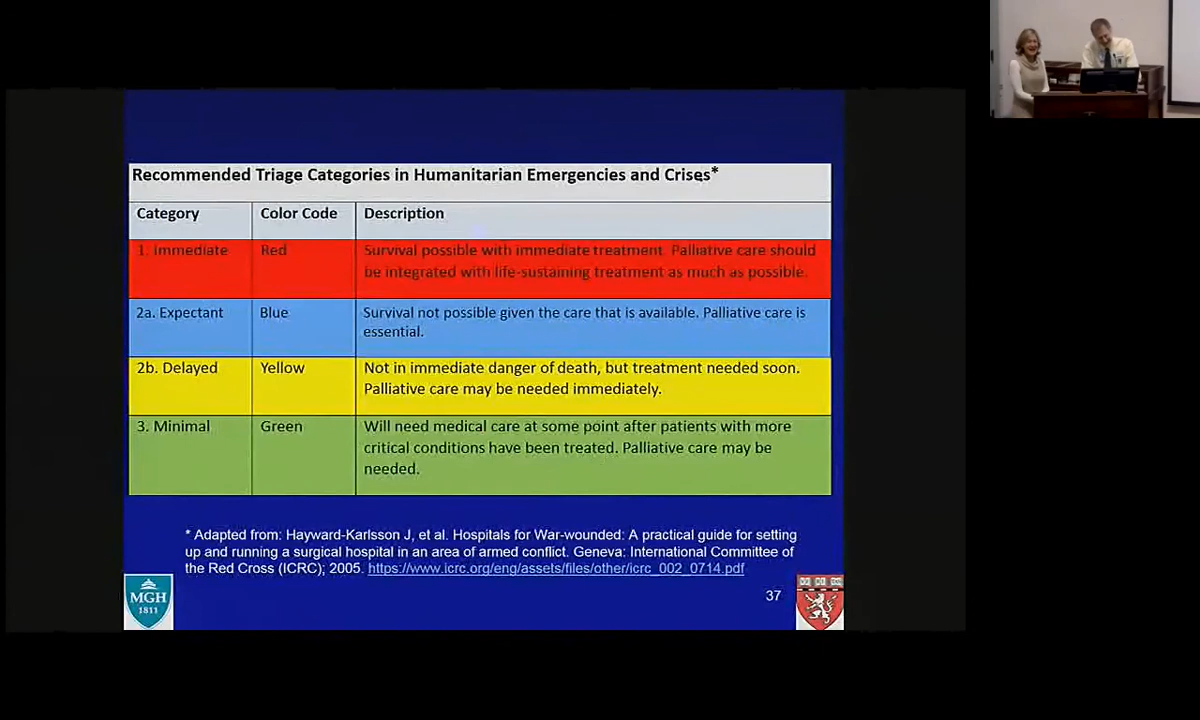 Recommended Triage Categories in Humanitarian Emergencies and Crises*
Category Color Code Description
1. Immediate Red Survival possible with immediate treatment. Palliative care should
be integrated with life-sustaining treatment as much as possible.
2a. Expectant Blue Survival not possible given the care that is available. Palliative care is
essential.
2b. Delayed Yellow Not in immediate danger of death, but treatment needed soon.
Palliative care may be needed immediately.
3. Minimal Green Will need medical care at some point after patients with more
critical conditions have been treated. Palliative care may be
needed.
* Adapted from: Hayward-Karlsson J, et al. Hospitals for War-wounded: A practical guide for setting
up and running a surgical hospital in an area of armed conflict. Geneva: International Committee of
the Red Cross (ICRC); 2005. https://www.icrc.org/eng/assets/files/other/icrc_002_0714.pdf
MGH
1811
37